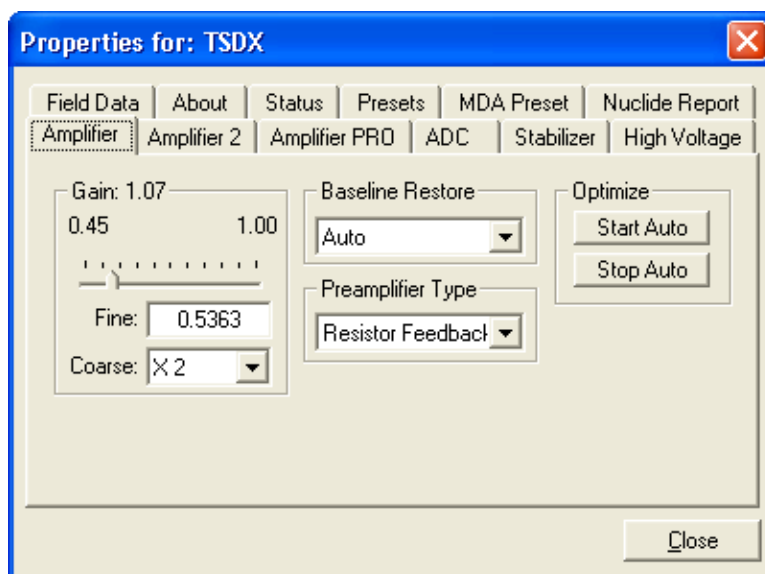 Properties for: TSDX
Field Data About Status Presets MDA Preset Nuclide Report
Amplifier Amplifier 2 Amplifier PRO ADC Stabilizer High Voltage
Gain: 1.07
0.45 1.00
Fine: 0.5363
Coarse: X 2
Baseline Restore
Auto
Preamplifier Type
Resistor Feedback
Optimize
Start Auto
Stop Auto
Close